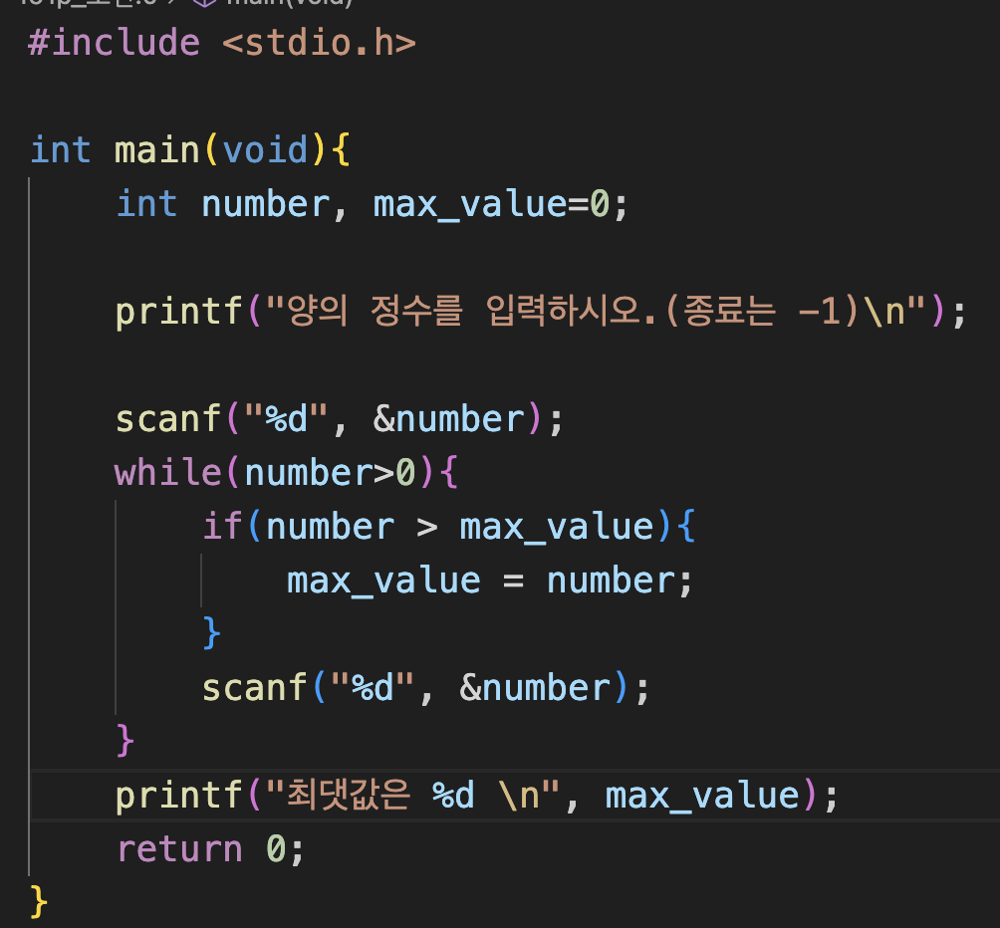 main(void)
#include <stdio.h>
int main(void){
int number, max_value=0;
printf("양의 정수를 입력하시오.(종료는 -1)\n");
scanf("%d", &number);
while(number>0){
if(number > max_value){
max_value = number;
}
scanf("%d", &number);
}
printf("최댓값은 %d \n", max_value);
return 0;
}